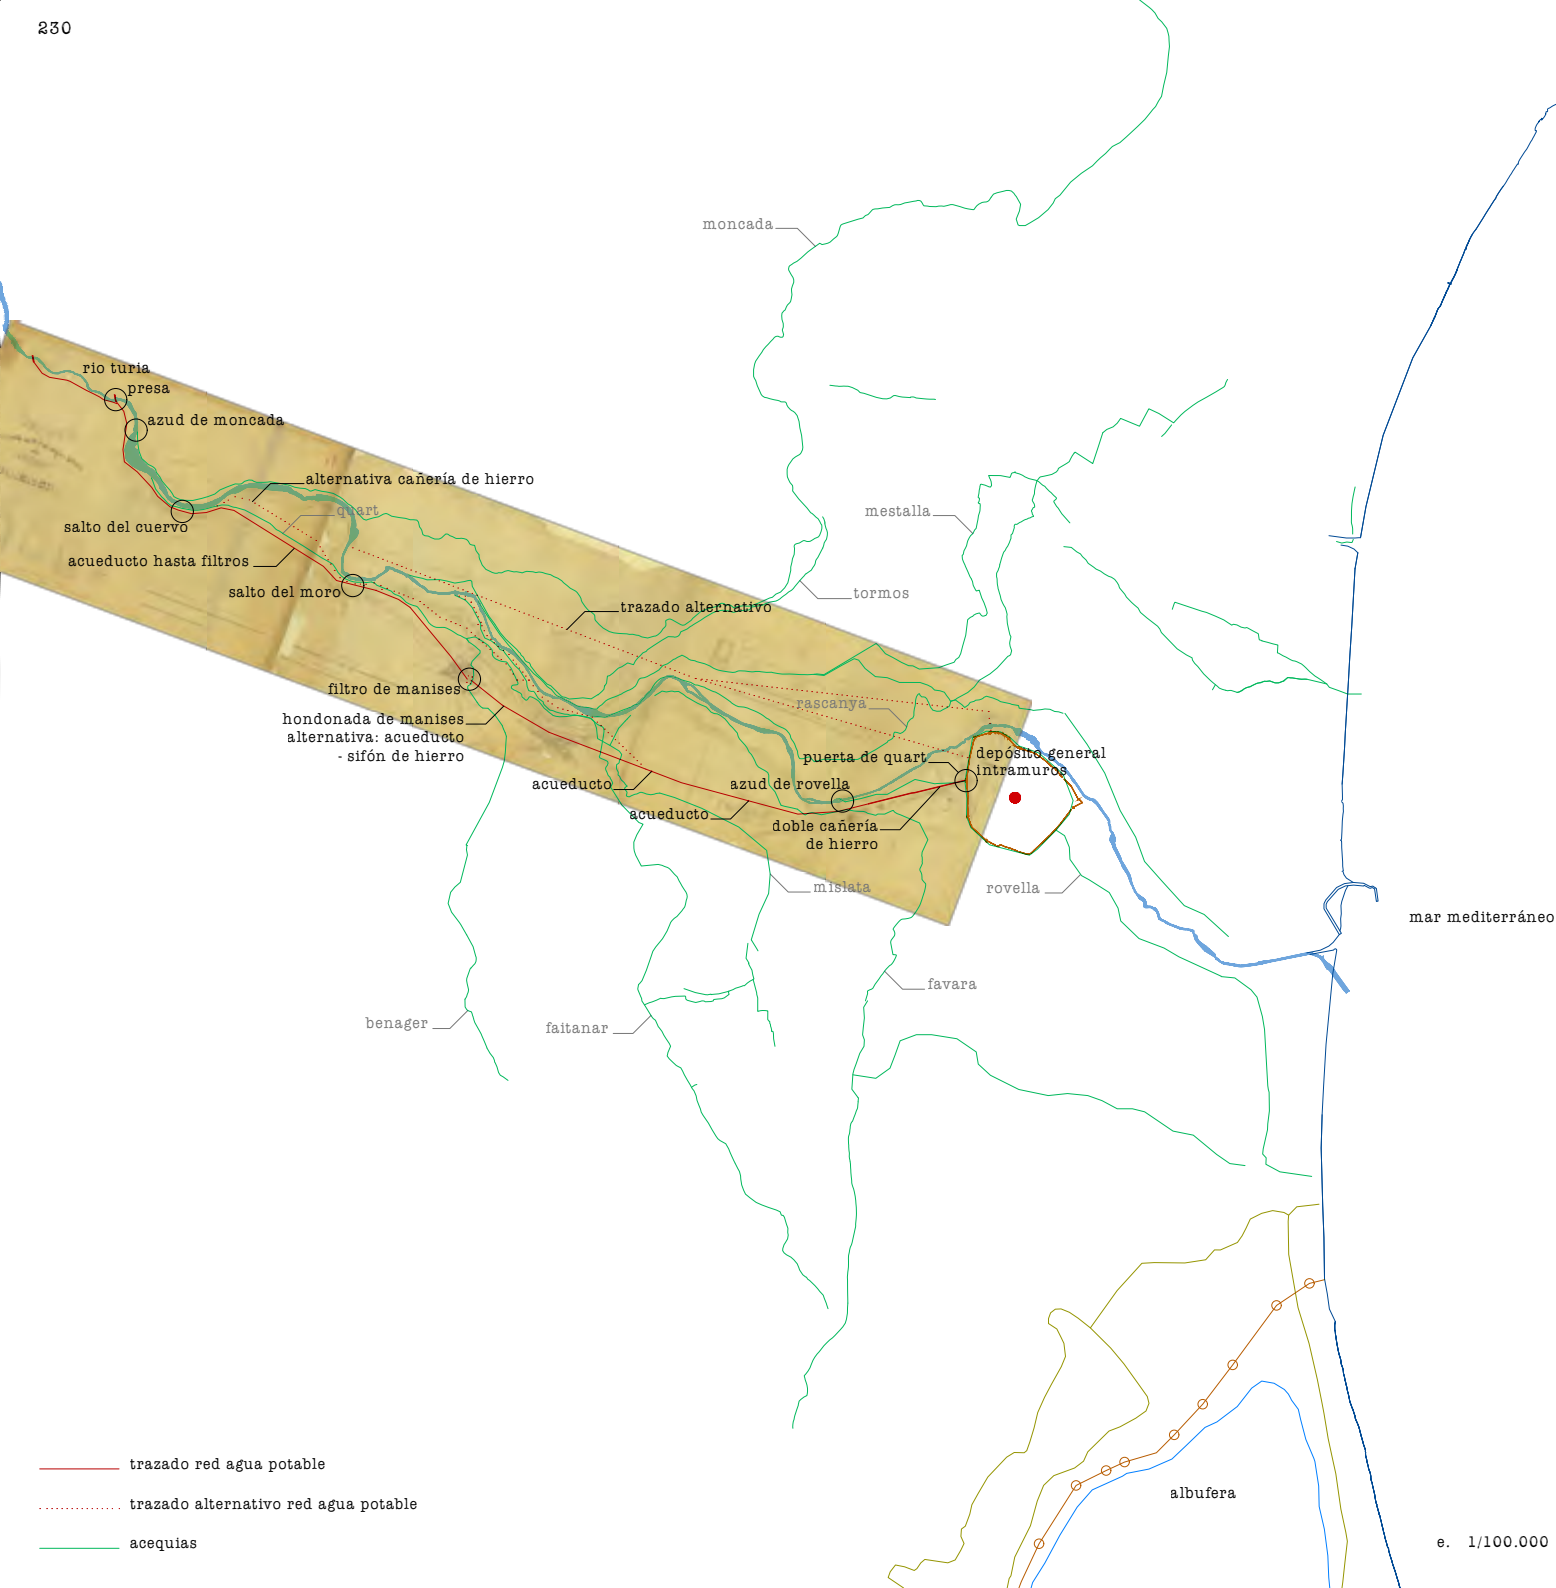 230
moncada
rio turia
presa
azud de moncada
alternativa cañería de hierro
quart
mestalla
salto del cuervo
acueducto hasta filtros
salto del moro
tormos
trazado alternativo
filtro de manises
rascanya
hondonada de manises
alternativa: acueducto
- sifón de hierro
puerta de quart
depósito general
intramuros
acueducto
azud de rovella
acueducto
doble cañería
de hierro
mislata
rovella
mar mediterráneo
favara
benager
faitanar
trazado red agua potable
albufera
trazado alternativo red agua potable
acequias
e. 1/100.000